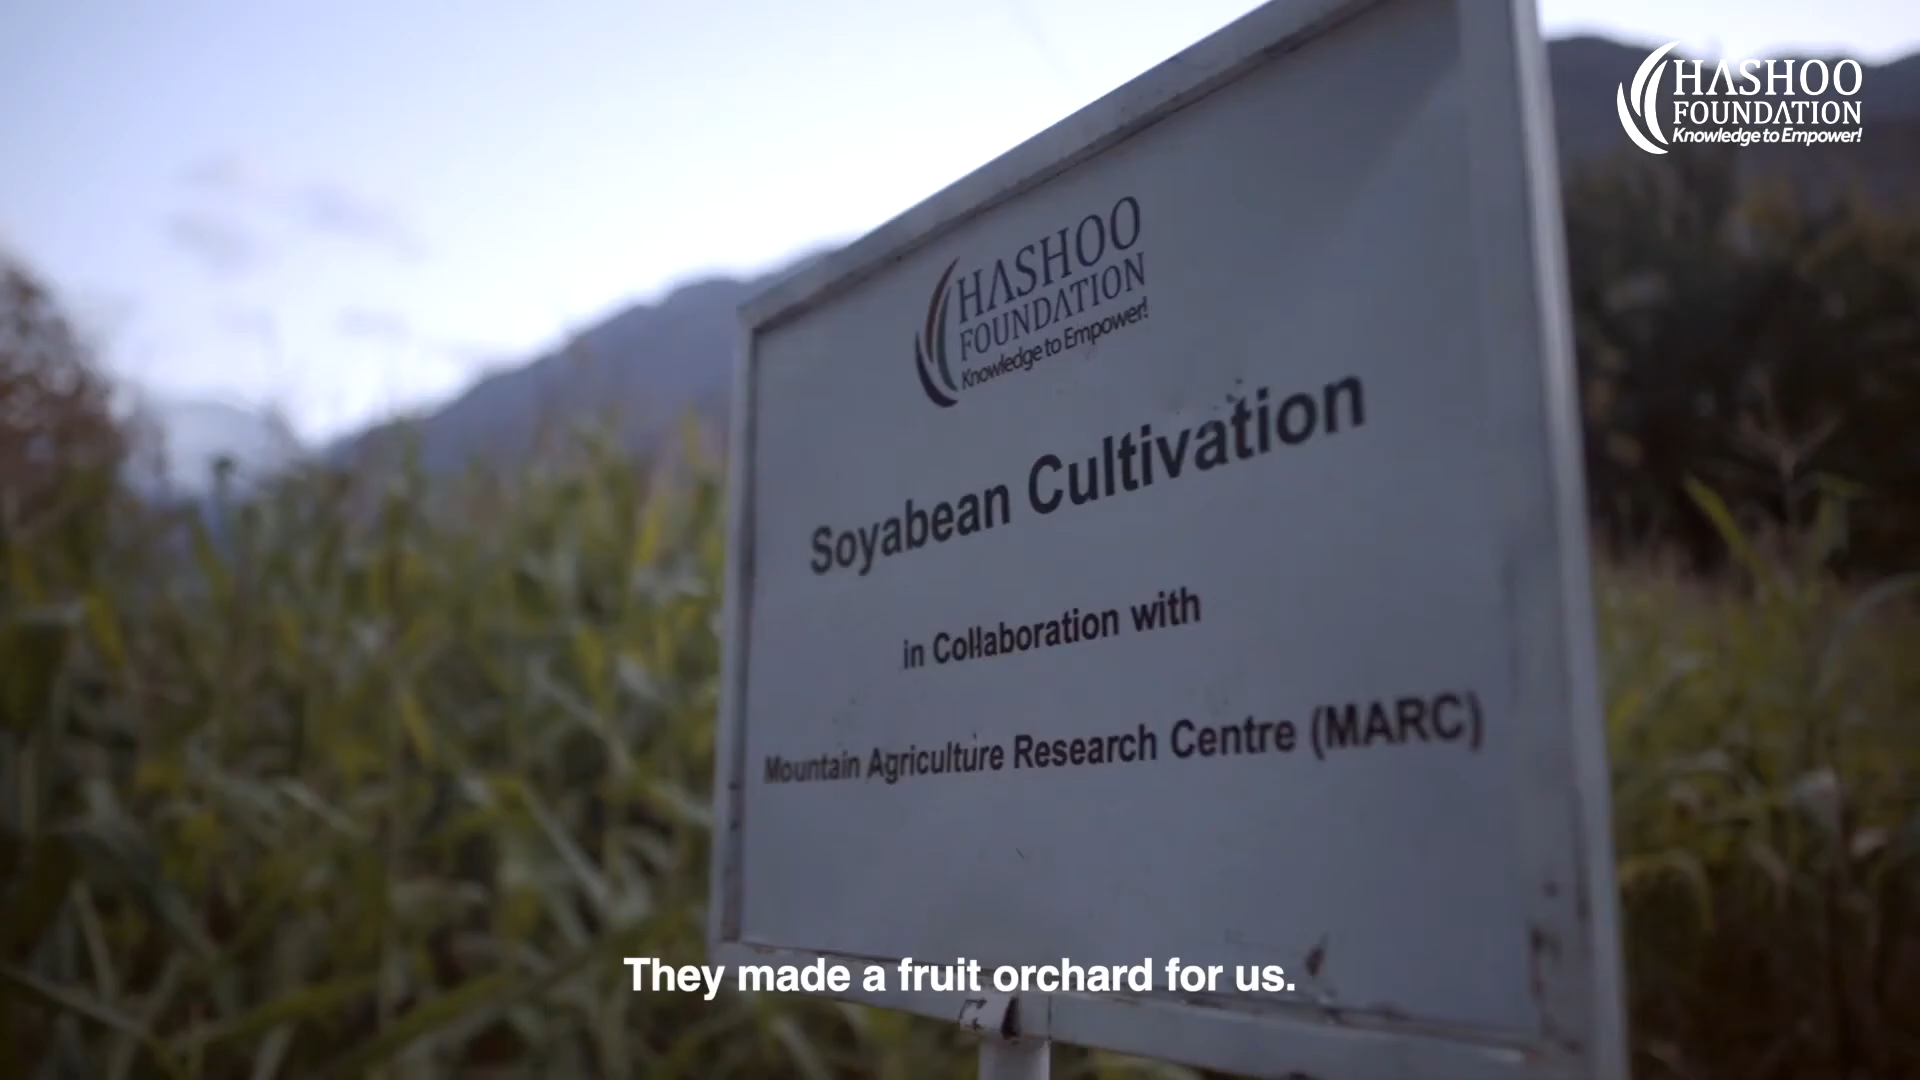 HASHOO
FOUNDATION
Knowledge to Empower!
HASHOO
FOUNDATION
Knowledge to Empower!
Soyabean Cultivation
in Collaboration with
Mountain Agriculture Research Centre (MARC)
They made a fruit orchard for us.